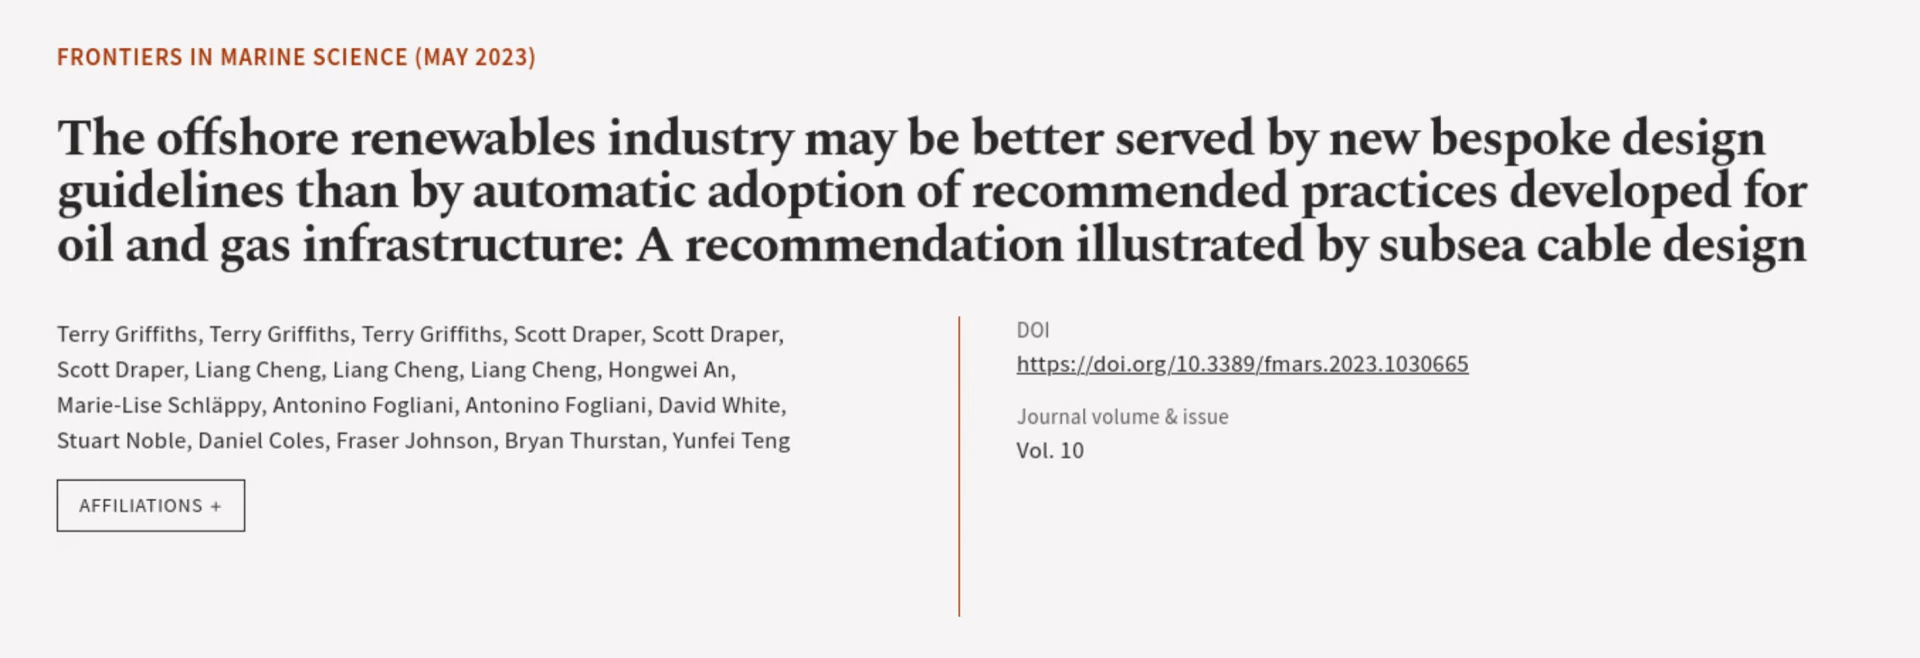 FRONTIERS IN MARINE SCIENCE (MAY 2023)
The offshore renewables industry may be better served by new bespoke design
guidelines than by automatic adoption of recommended practices developed for
oil and gas infrastructure: A recommendation illustrated by subsea cable design
Terry Griffiths, Terry Griffiths, Terry Griffiths, Scott Draper, Scott Draper,
Scott Draper, Liang Cheng, Liang Cheng, Liang Cheng, Hongwei An,
Marie-Lise Schläppy, Antonino Fogliani, Antonino Fogliani, David White,
Stuart Noble, Daniel Coles, Fraser Johnson, Bryan Thurstan, Yunfei Teng
AFFILIATIONS +
DOI
https://doi.org/10.3389/fmars.2023.1030665
Journal volume & issue
Vol. 10